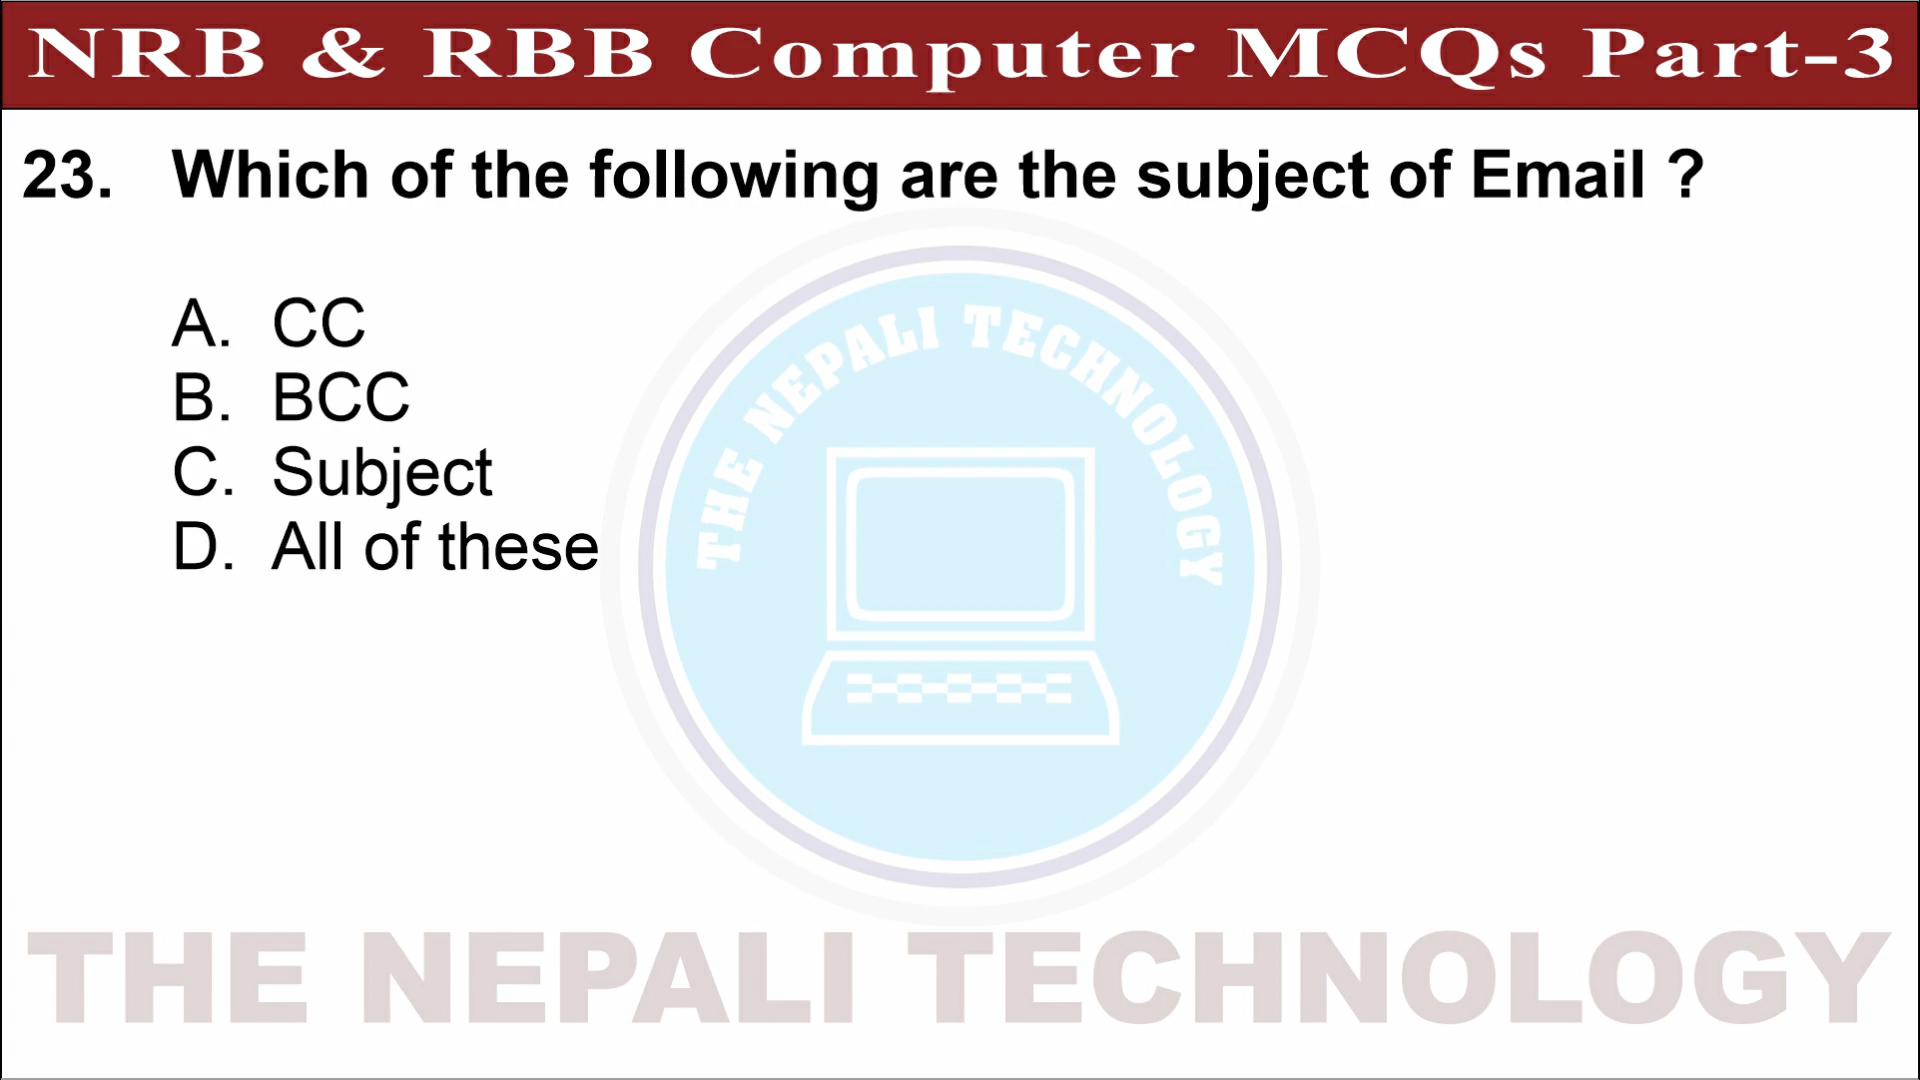 NRB & RBB Computer MCQs Part-3
23. Which of the following are the subject of Email ?
A. CC
B. BCC
C. Subject
D. All of these
THE NEPALI TECHNOLOGY
THE NEPALI TECHNOLOGY